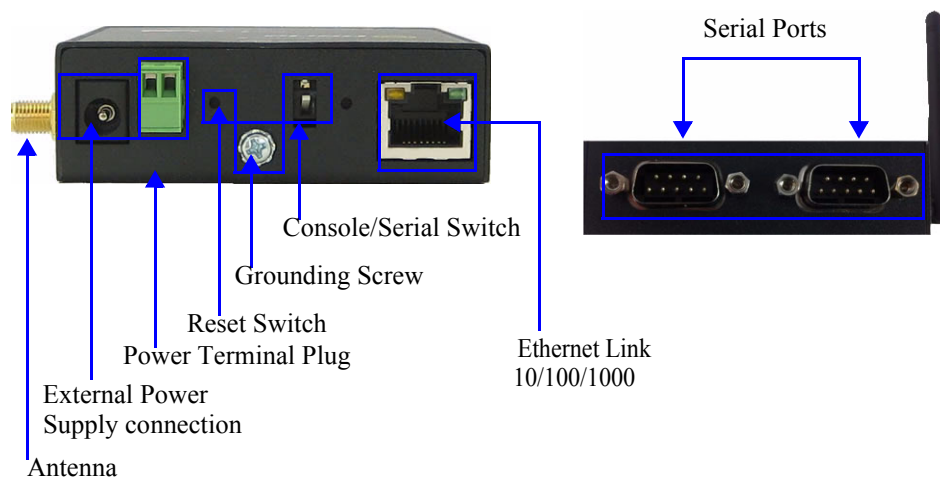 Serial Ports
Console/Serial Switch
Grounding Screw
Reset Switch
Power Terminal Plug
Ethernet Link
10/100/1000
External Power
Supply connection
Antenna